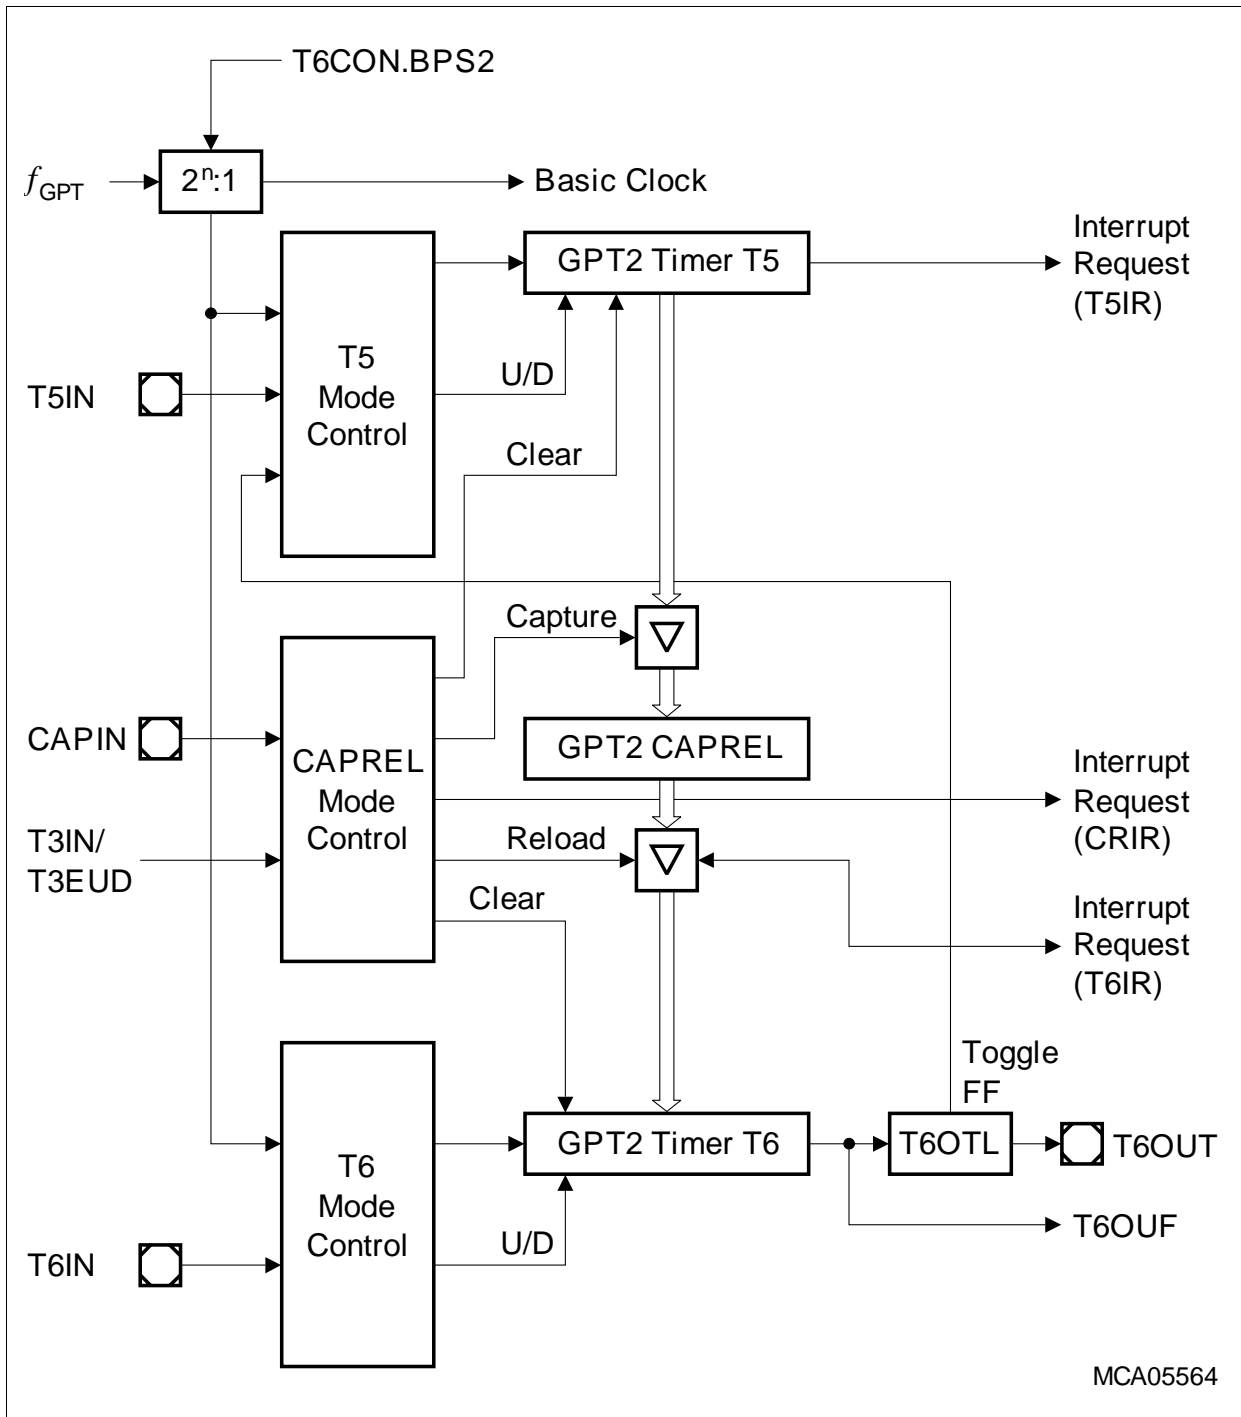 T6CON.BPS2
fGPT
2ⁿ:1
Basic Clock
GPT2 Timer T5
Interrupt
Request
(T5IR)
T5
Mode
Control
U/D
T5IN
Clear
Capture
CAPIN
CAPREL
Mode
Control
GPT2 CAPREL
Interrupt
Request
(CRIR)
T3IN/
T3EUD
Reload
Clear
Interrupt
Request
(T6IR)
Toggle
FF
T6
Mode
Control
GPT2 Timer T6
T6OTL
T6OUT
T6OUF
T6IN
U/D
MCA05564